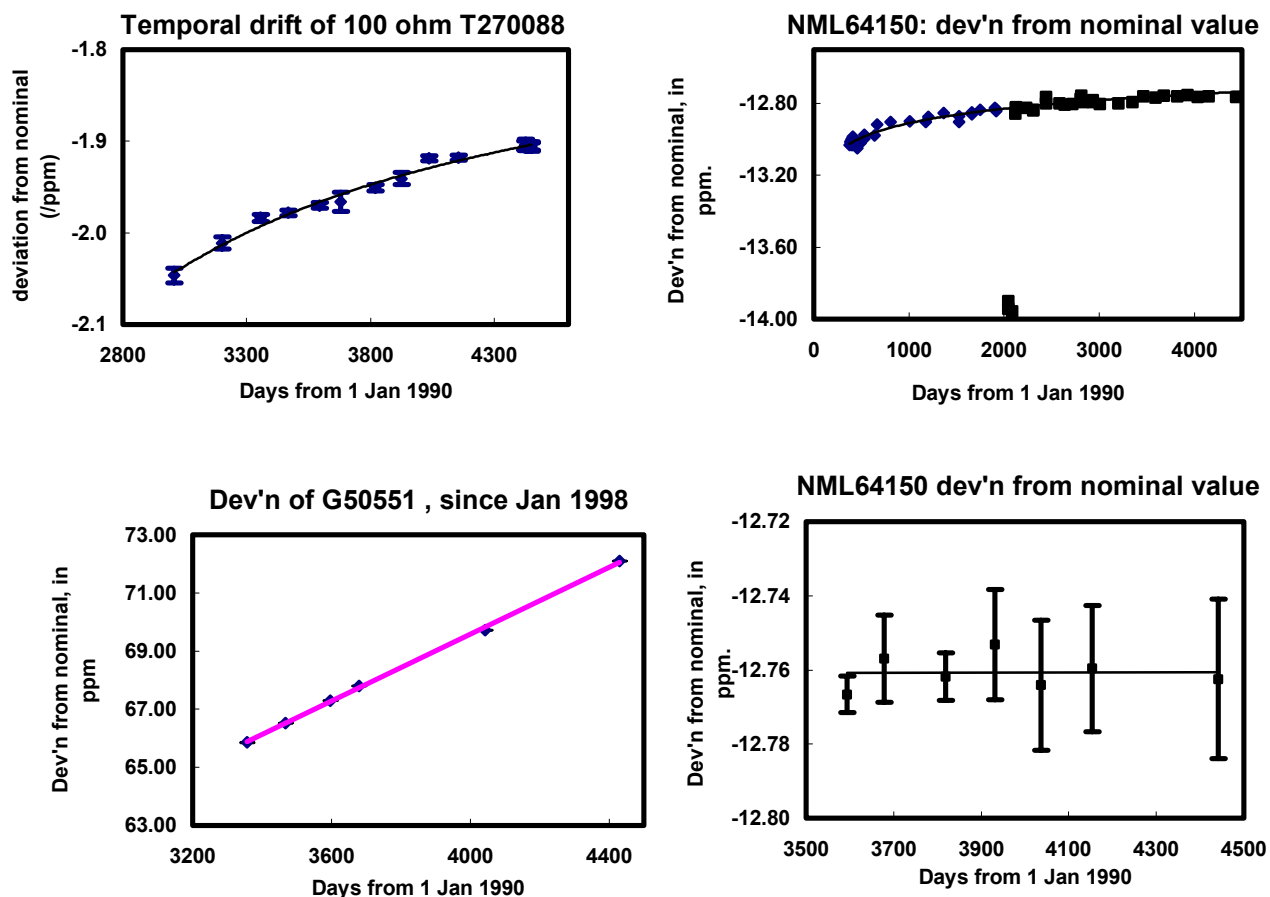 Temporal drift of 100 ohm T270088
-1.8
-1.9
-2.0
-2.1
deviation from nominal
(/ppm)
2800 3300 3800 4300
Days from 1 Jan 1990
NML64150: dev'n from nominal value
-12.80
-13.20
-13.60
-14.00
Dev'n from nominal, in
ppm.
0 1000 2000 3000 4000
Days from 1 Jan 1990
Dev'n of G50551 , since Jan 1998
73.00
71.00
69.00
67.00
65.00
63.00
Dev'n from nominal, in
ppm
3200 3600 4000 4400
Days from 1 Jan 1990
NML64150 dev'n from nominal value
-12.72
-12.74
-12.76
-12.78
-12.80
Dev'n from nominal, in
ppm.
3500 3700 3900 4100 4300 4500
Days from 1 Jan 1990